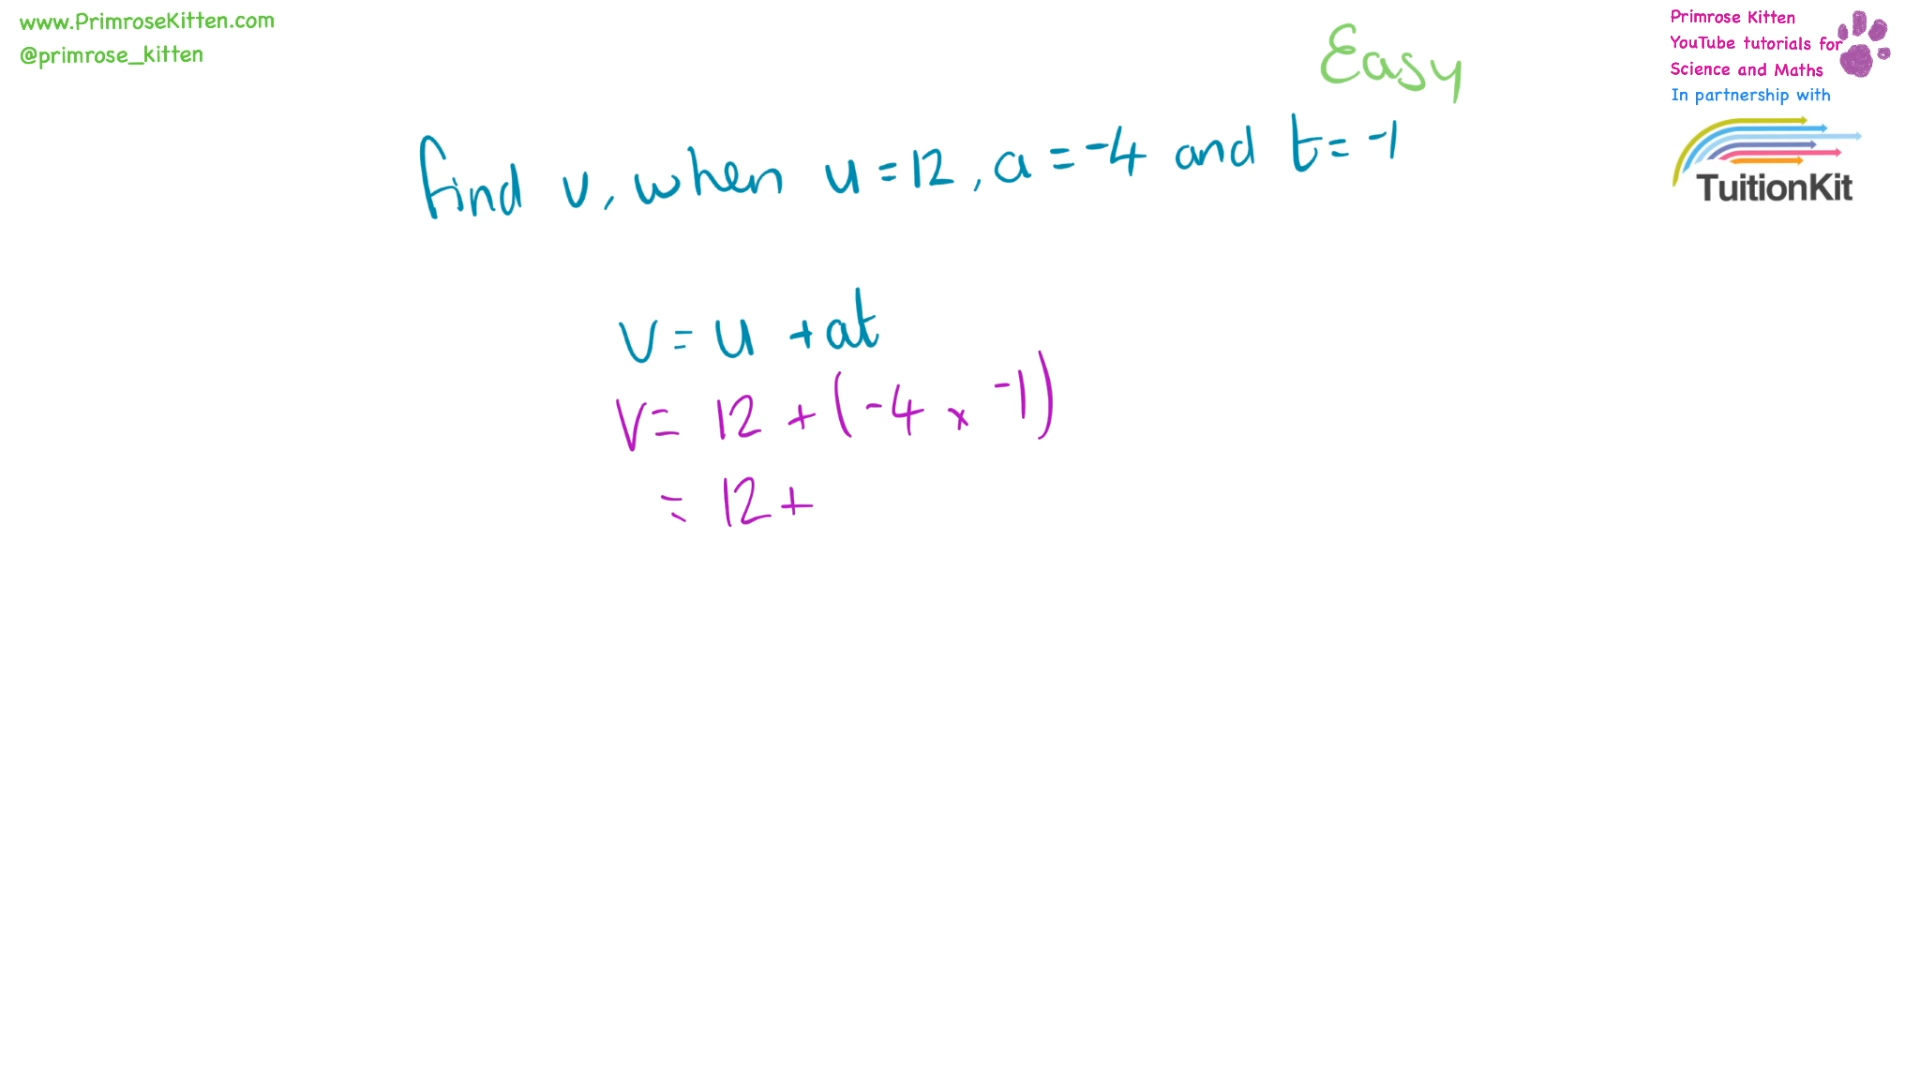 www.PrimroseKitten.com
@primrose_kitten
Easy
Primrose Kitten
YouTube tutorials for
Science and Maths
In partnership with
TuitionKit
find v, when u = 12, a = -4 and t = -1
v = u + at
v = 12 + (-4 x -1)
= 12 +